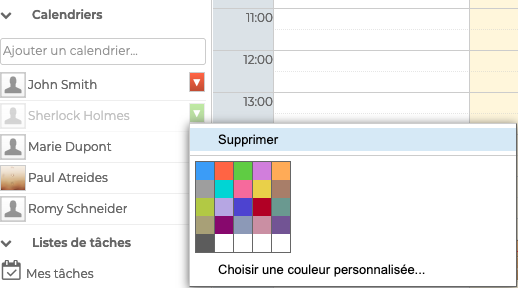 Calendriers
Ajouter un calendrier...
John Smith
Sherlock Holmes
Marie Dupont
Paul Atreides
Romy Schneider
Listes de tâches
Mes tâches
11:00
12:00
13:00
Supprimer
Choisir une couleur personnalisée...